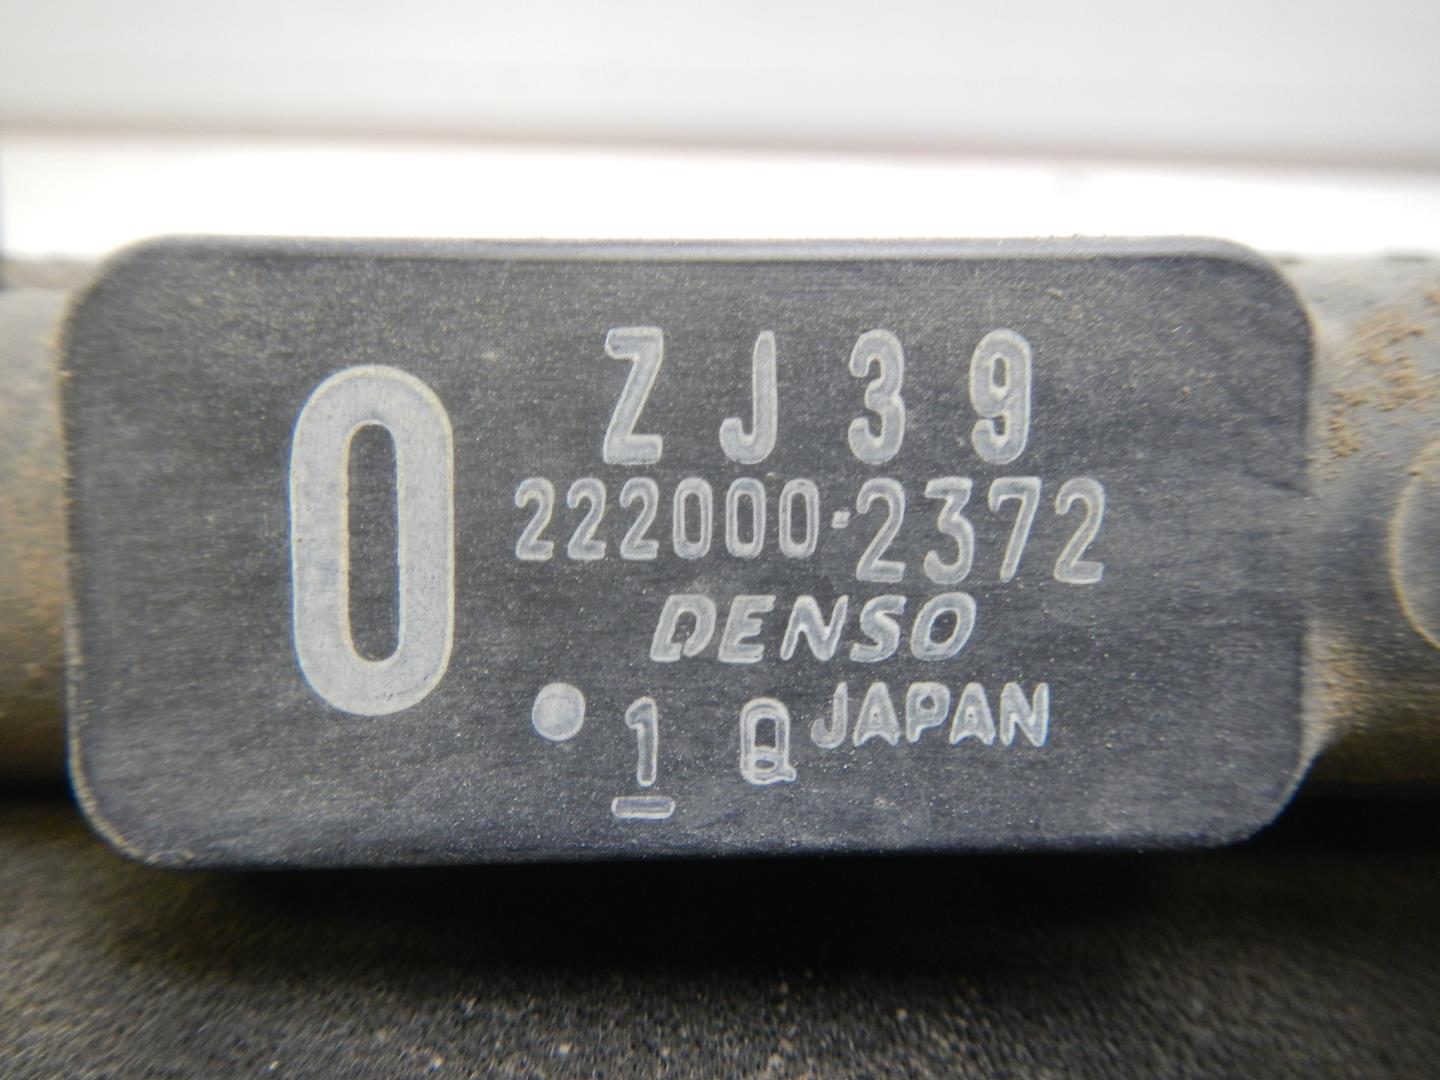 0
ZJ39
222000-2372
DENSO
1 Q JAPAN